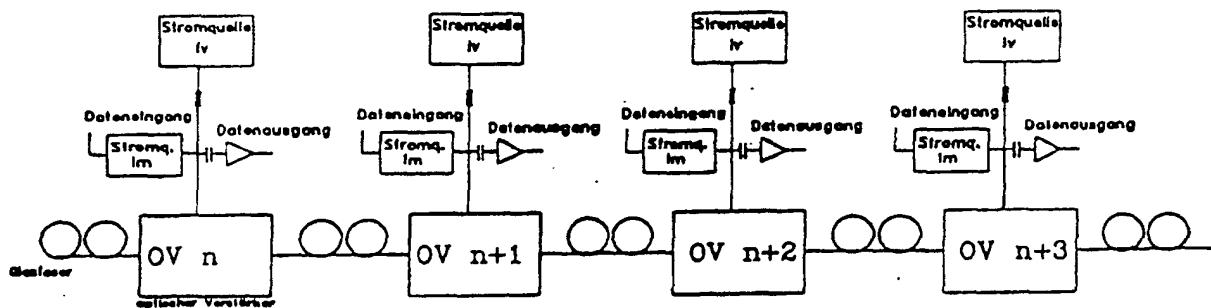 Stromquelle
Iv
Stromquelle
Iv
Stromquelle
Iv
Stromquelle
Iv
Dateneingang
Datenausgang
Stromq.
Im
Dateneingang
Datenausgang
Stromq.
Im
Dateneingang
Datenausgang
Stromq.
Im
Dateneingang
Datenausgang
Stromq.
Im
OV n
OV n+1
OV n+2
OV n+3
Glasfaser
optischer Verstärker